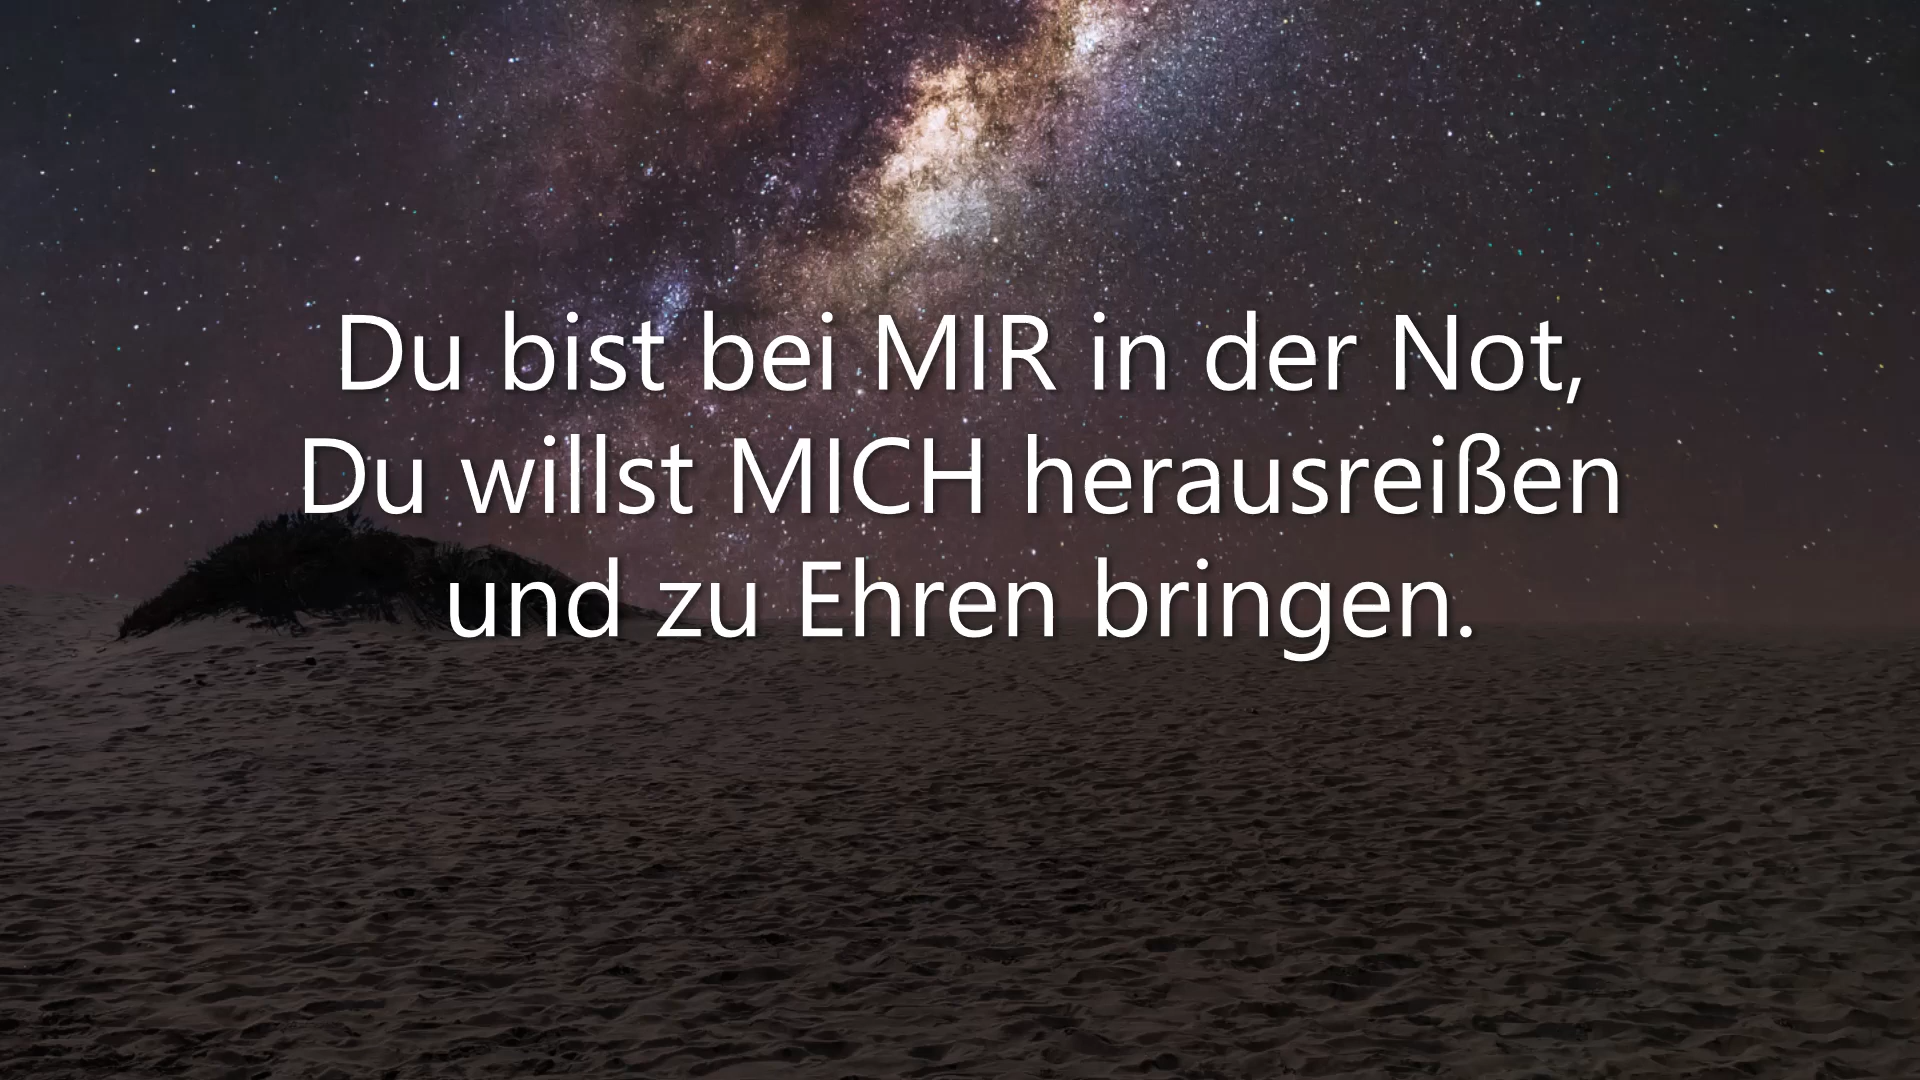 Du bist bei MIR in der Not,
Du willst MICH herausreißen
und zu Ehren bringen.